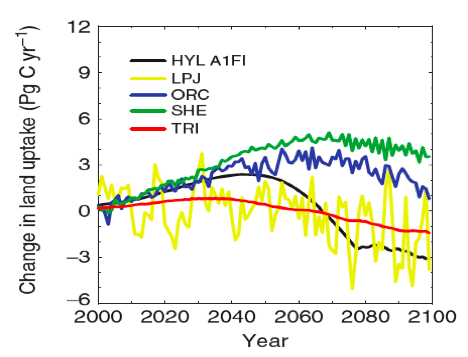 12
9
6
3
0
−3
−6
Change in land uptake (Pg C yr−1)
HYL A1FI
LPJ
ORC
SHE
TRI
2000 2020 2040 2060 2080 2100
Year